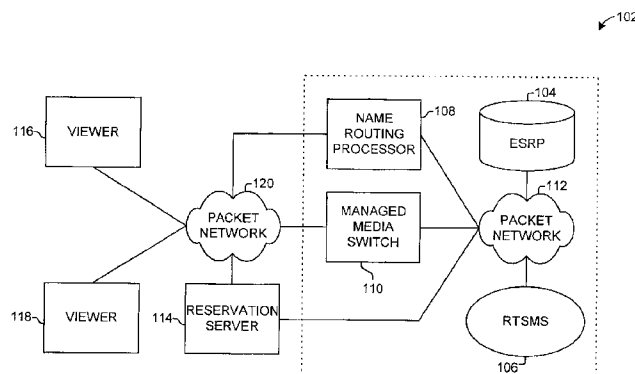 102
116
VIEWER
NAME
ROUTING
PROCESSOR
108
104
ESRP
120
PACKET
NETWORK
MANAGED
MEDIA
SWITCH
110
112
PACKET
NETWORK
118
VIEWER
114
RESERVATION
SERVER
RTSMS
106